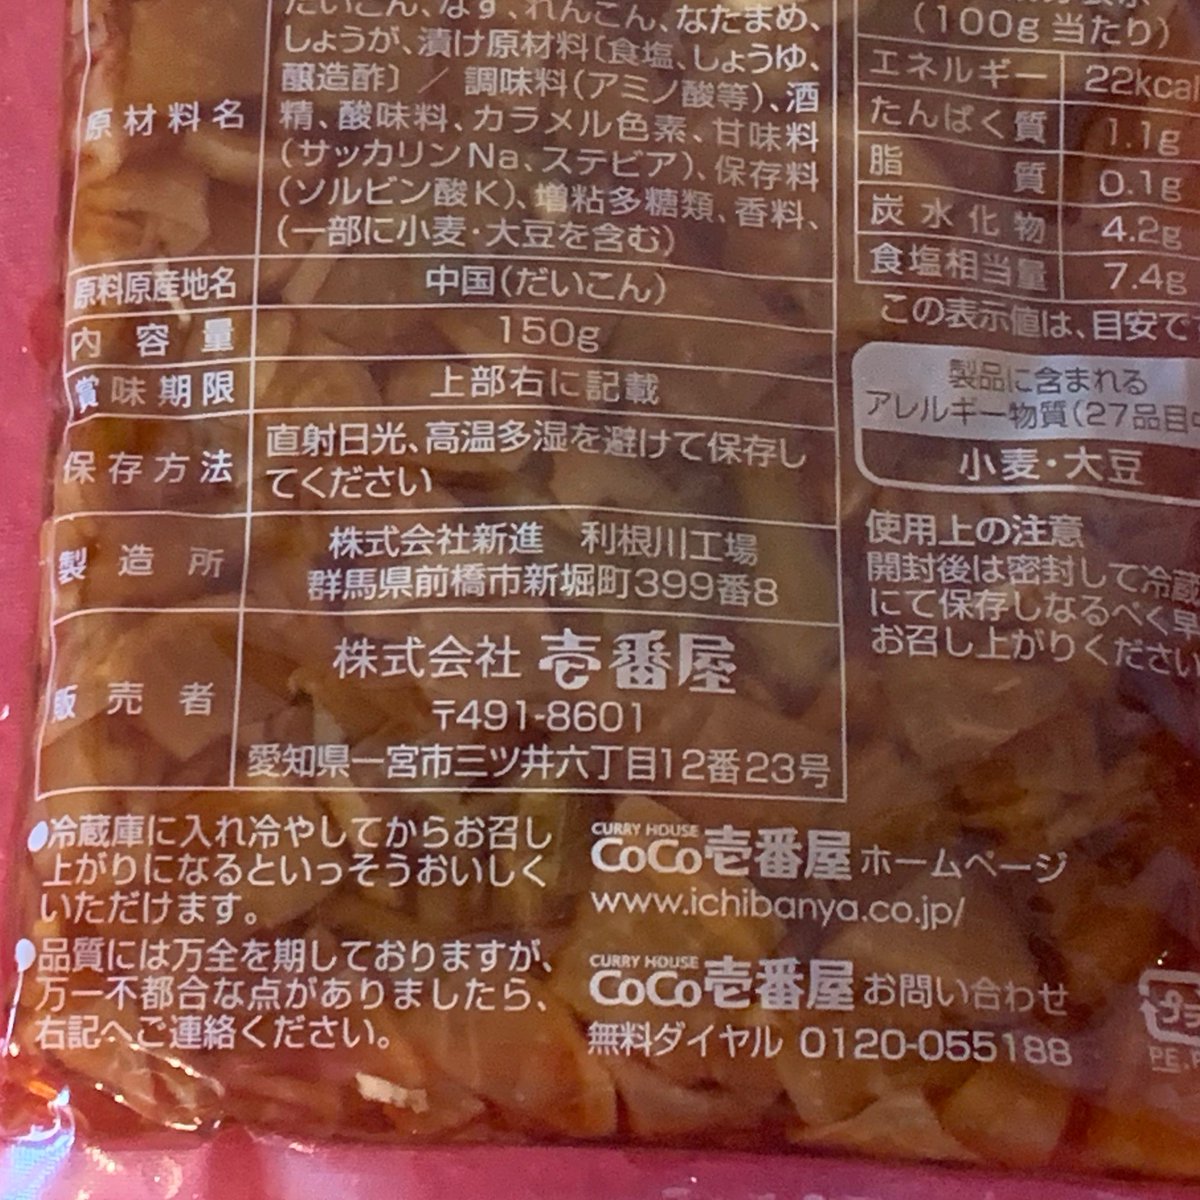 だいこん、なす、れんこん、なたまめ、
しょうが、漬け原材料〔食塩、しょうゆ、
醸造酢〕／ 調味料(アミノ酸等)、酒
原材料名
精、酸味料、カラメル色素、甘味料
(サッカリンNa、ステビア)、保存料
(ソルビン酸K)、増粘多糖類、香料、
(一部に小麦・大豆を含む)
原料原産地名 中国(だいこん)
内容量 150g
賞味期限 上部右に記載
保存方法 直射日光、高温多湿を避けて保存し
てください
製造所 株式会社新進 利根川工場
群馬県前橋市新堀町399番8
販売者 株式会社 壱番屋
〒491-8601
愛知県一宮市三ツ井六丁目12番23号
(100g当たり)
エネルギー 22kcal
たんぱく質 1.1g
脂質 0.1g
炭水化物 4.2g
食塩相当量 7.4g
この表示値は、目安で
製品に含まれる
アレルギー物質(27品目
小麦・大豆
使用上の注意
開封後は密封して冷蔵
にて保存しなるべく早
お召し上がりください
●冷蔵庫に入れ冷やしてからお召し
上がりになるといっそうおいしく
いただけます。
●品質には万全を期しておりますが、
万一不都合な点がありましたら、
右記へご連絡ください。
CURRY HOUSE
CoCo壱番屋 ホームページ
www.ichibanya.co.jp/
CURRY HOUSE
CoCo壱番屋 お問い合わせ
無料ダイヤル 0120-055188
プラ
PE,